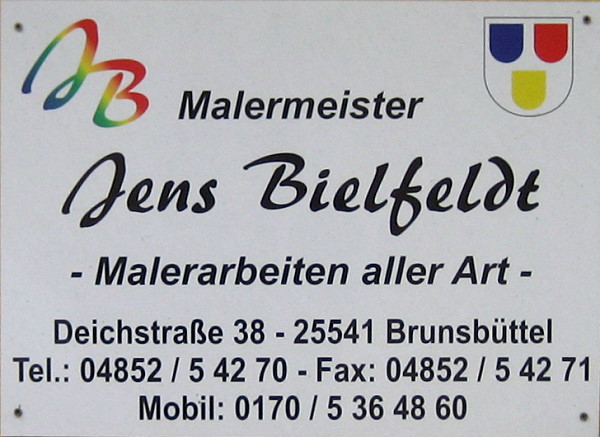 JB
Malermeister
Jens Bielfeldt
- Malerarbeiten aller Art -
Deichstraße 38 - 25541 Brunsbüttel
Tel.: 04852 / 5 42 70 - Fax: 04852 / 5 42 71
Mobil: 0170 / 5 36 48 60